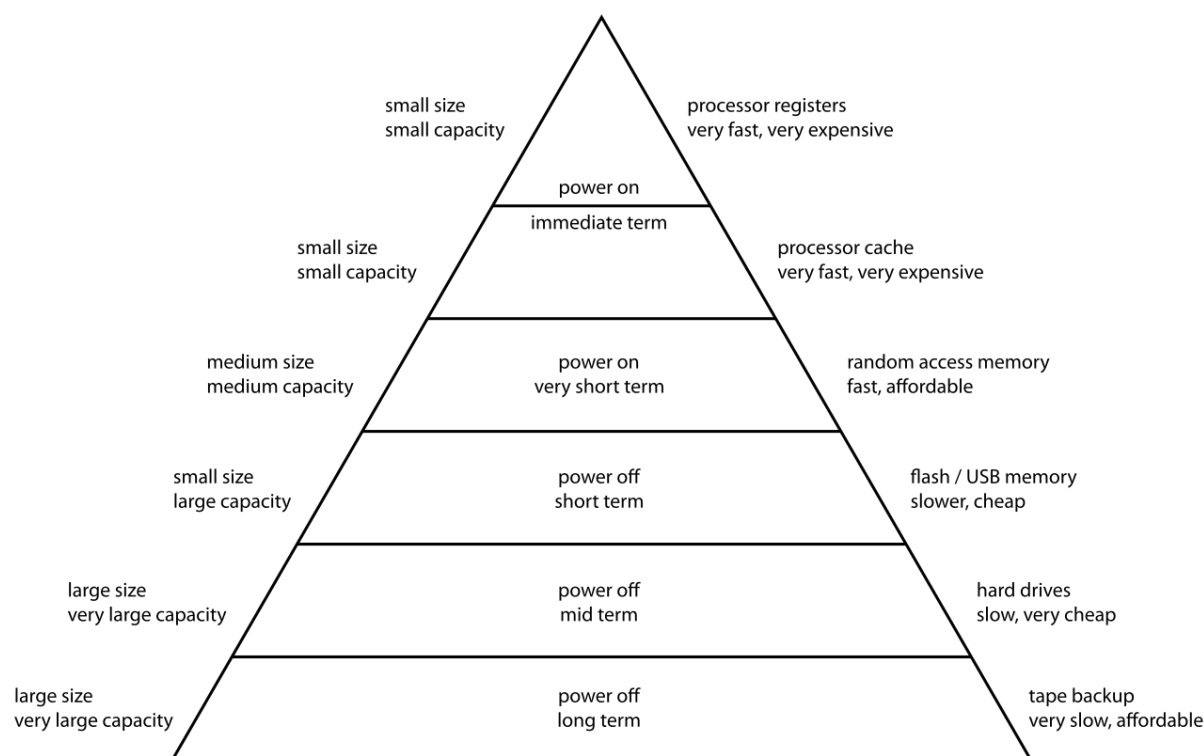 small size
small capacity
processor registers
very fast, very expensive
power on
immediate term
small size
small capacity
processor cache
very fast, very expensive
medium size
medium capacity
power on
very short term
random access memory
fast, affordable
small size
large capacity
power off
short term
flash / USB memory
slower, cheap
large size
very large capacity
power off
mid term
hard drives
slow, very cheap
large size
very large capacity
power off
long term
tape backup
very slow, affordable